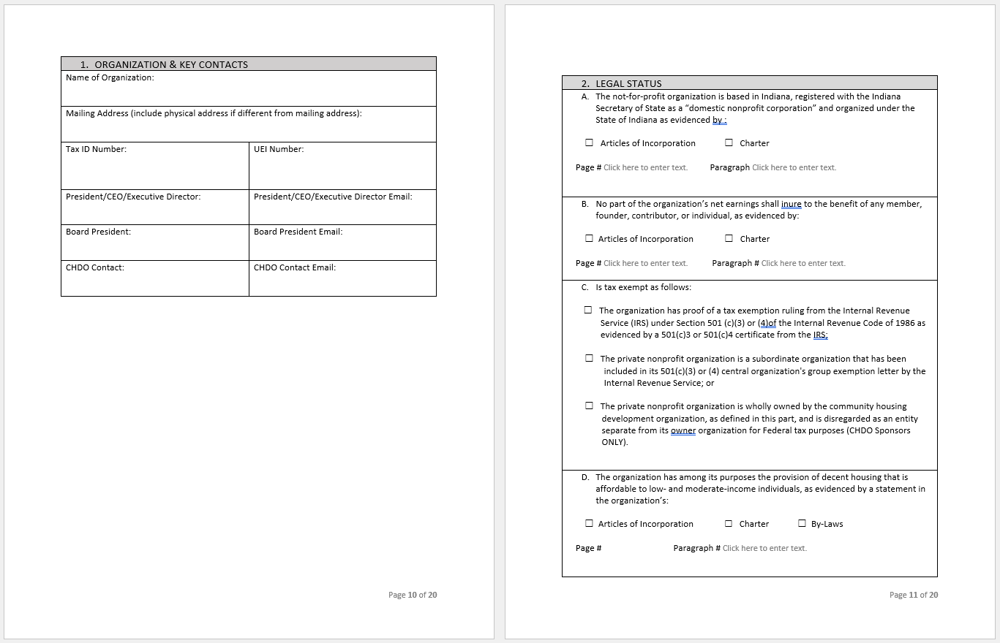 1. ORGANIZATION & KEY CONTACTS
Name of Organization:
Mailing Address (include physical address if different from mailing address):
Tax ID Number:
UEI Number:
President/CEO/Executive Director:
President/CEO/Executive Director Email:
Board President:
Board President Email:
CHDO Contact:
CHDO Contact Email:
Page 10 of 20
2. LEGAL STATUS
A. The not-for-profit organization is based in Indiana, registered with the Indiana
Secretary of State as a “domestic nonprofit corporation” and organized under the
State of Indiana as evidenced by :
☐ Articles of Incorporation ☐ Charter
Page # Click here to enter text. Paragraph Click here to enter text.
B. No part of the organization’s net earnings shall inure to the benefit of any member,
founder, contributor, or individual, as evidenced by:
☐ Articles of Incorporation ☐ Charter
Page # Click here to enter text. Paragraph # Click here to enter text.
C. Is tax exempt as follows:
☐ The organization has proof of a tax exemption ruling from the Internal Revenue
Service (IRS) under Section 501 (c)(3) or (4)of the Internal Revenue Code of 1986 as
evidenced by a 501(c)3 or 501(c)4 certificate from the IRS;
☐ The private nonprofit organization is a subordinate organization that has been
included in its 501(c)(3) or (4) central organization's group exemption letter by the
Internal Revenue Service; or
☐ The private nonprofit organization is wholly owned by the community housing
development organization, as defined in this part, and is disregarded as an entity
separate from its owner organization for Federal tax purposes (CHDO Sponsors
ONLY).
D. The organization has among its purposes the provision of decent housing that is
affordable to low- and moderate-income individuals, as evidenced by a statement in
the organization’s:
☐ Articles of Incorporation ☐ Charter ☐ By-Laws
Page # Paragraph # Click here to enter text.
Page 11 of 20